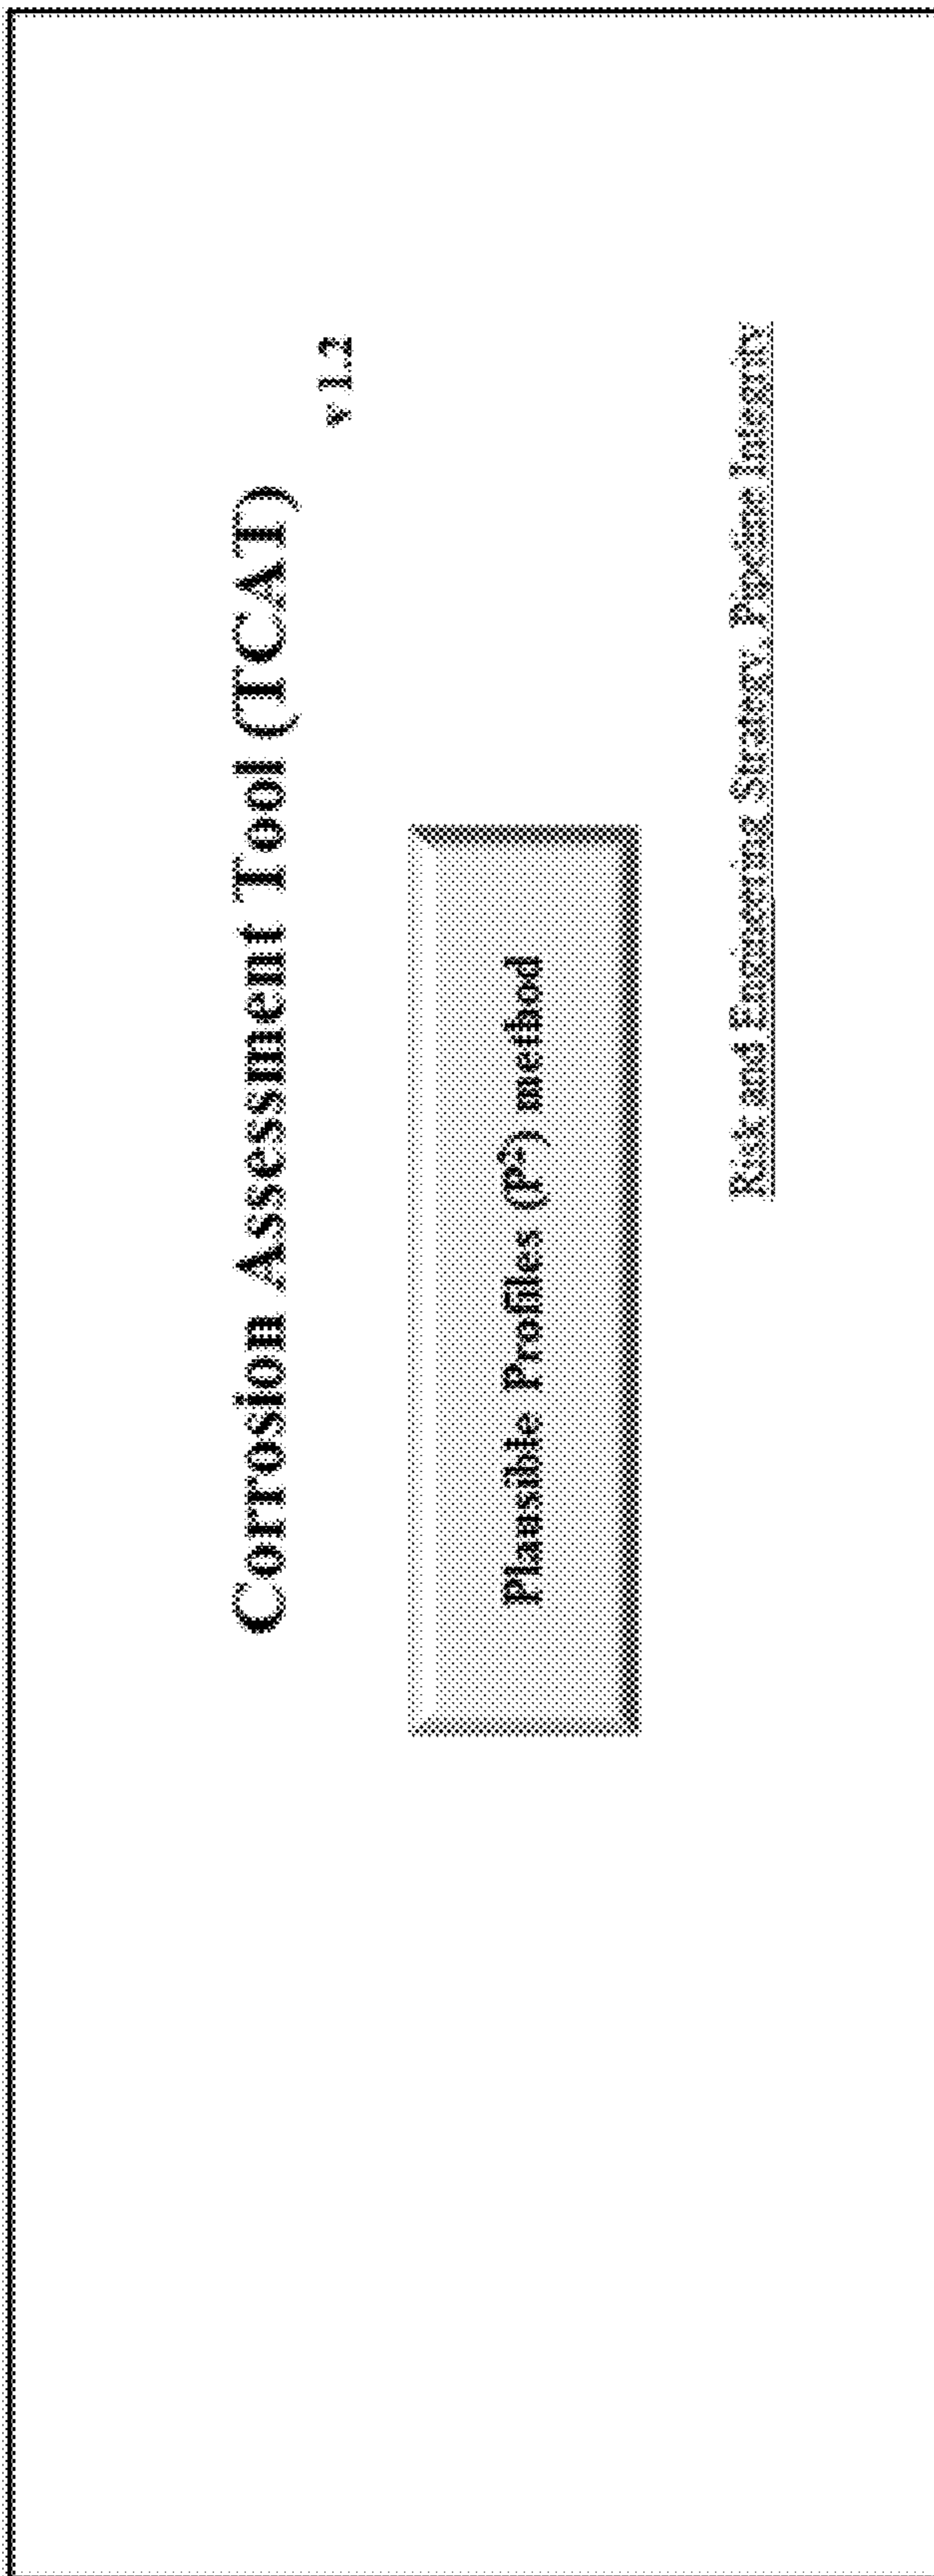 Corrosion Assessment Tool (TCAT)
v 1.2
Plausible Profiles (P²) method
Risk and Engineering Strategy, Pipeline Integrity